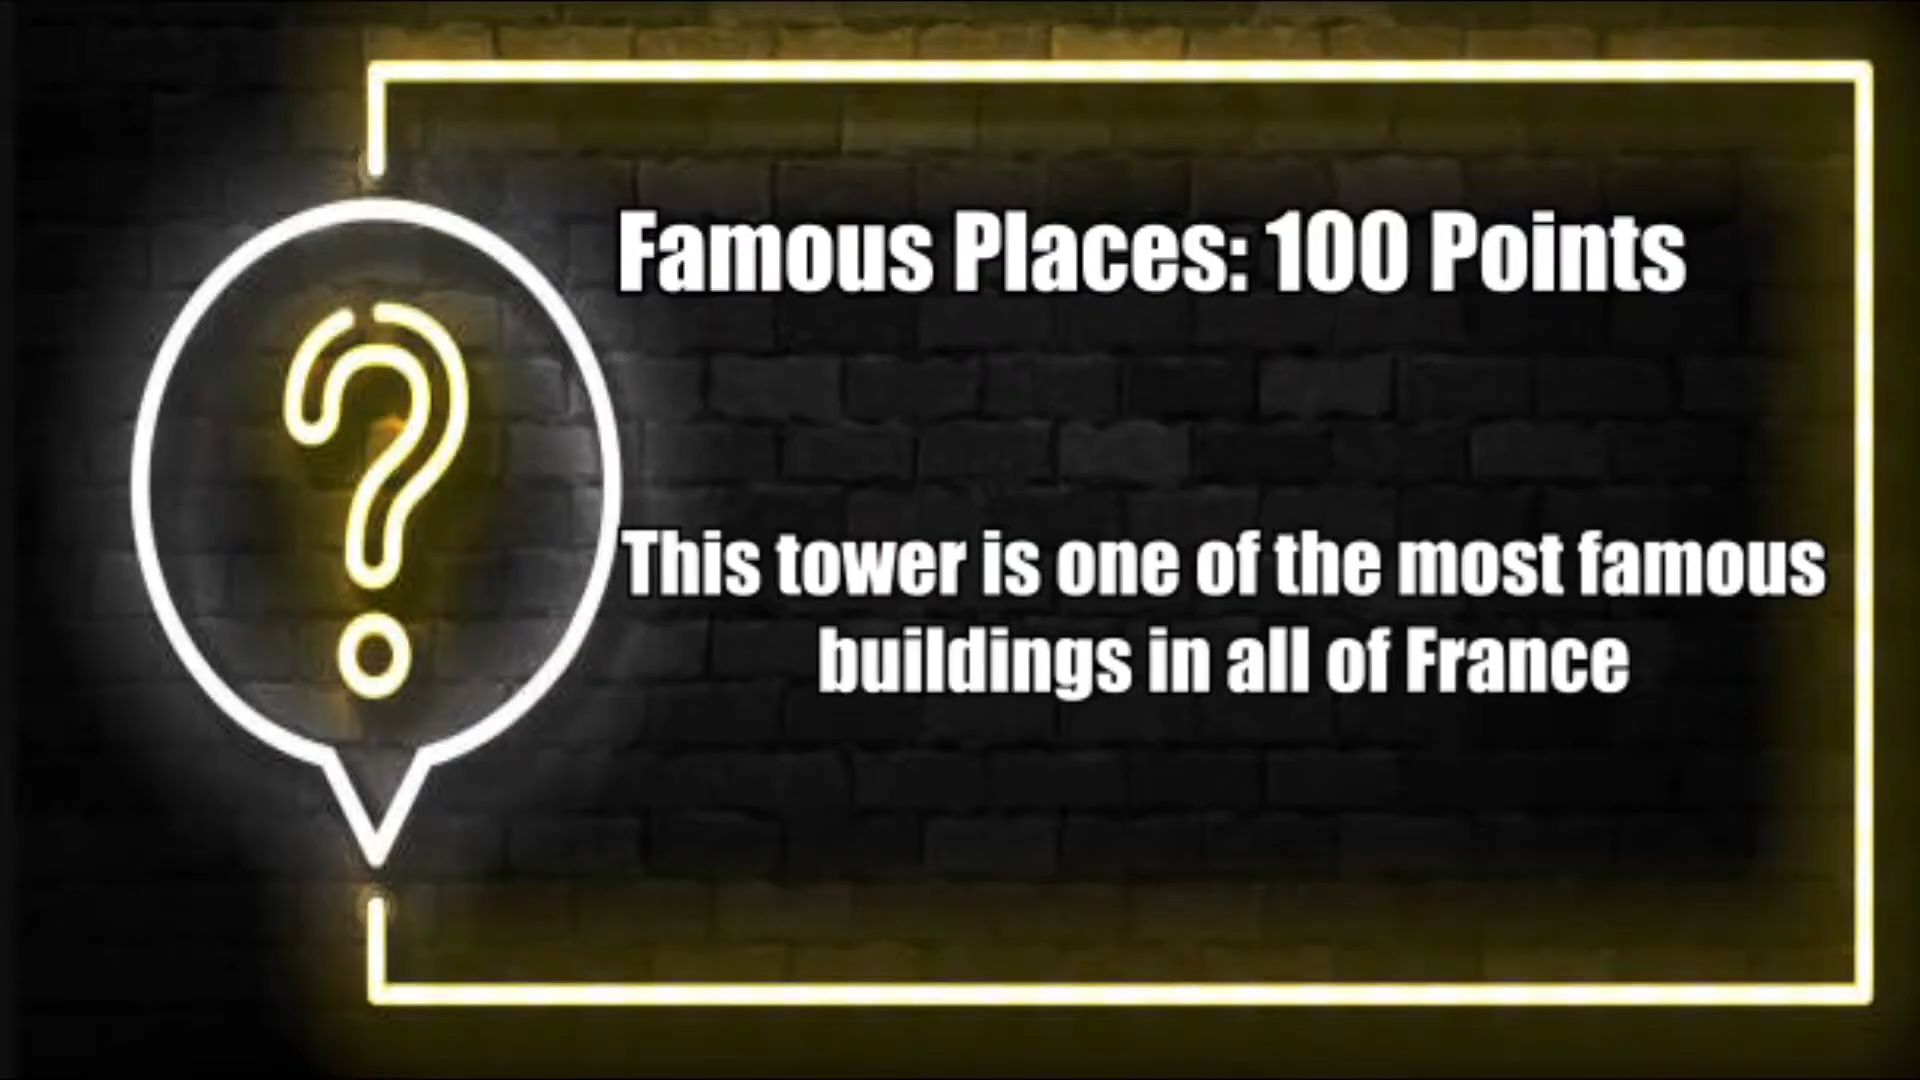 Famous Places: 100 Points
This tower is one of the most famous
buildings in all of France